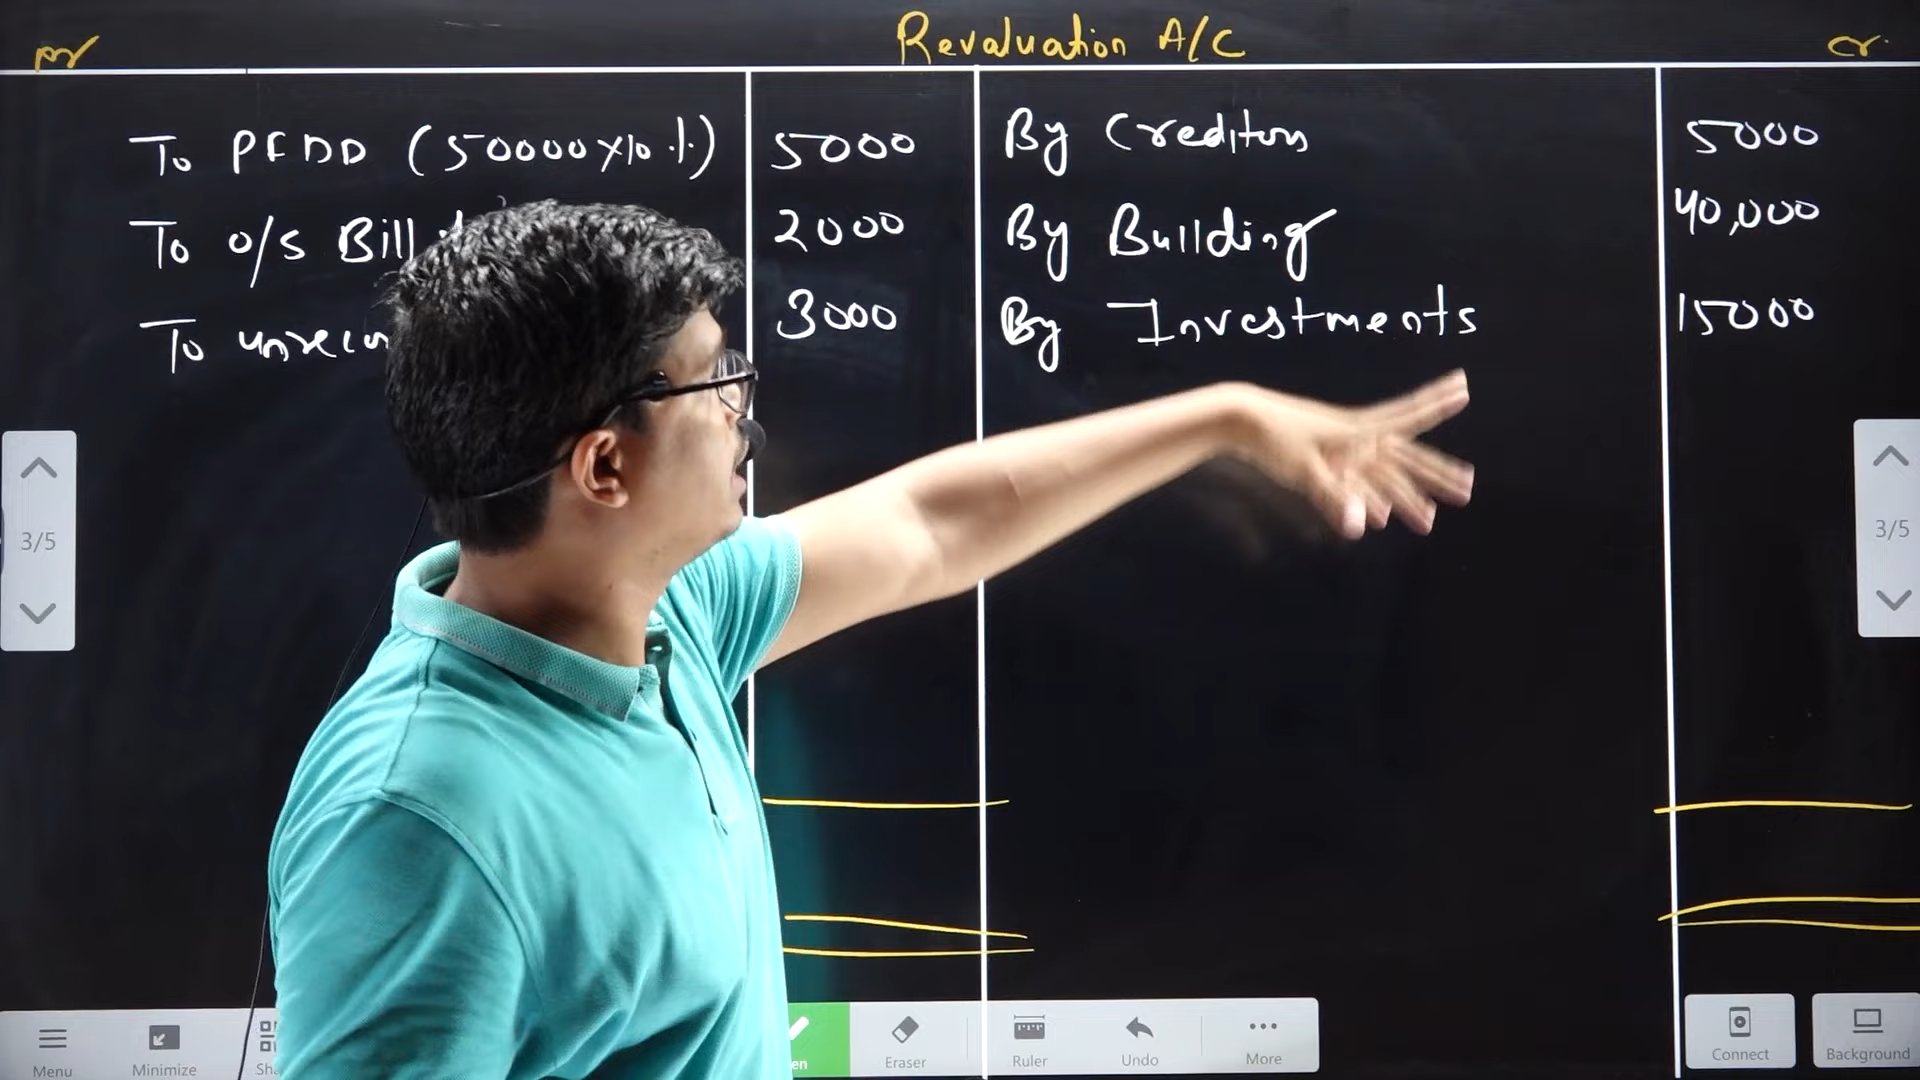 Dr
Revaluation A/C
Cr.
To PFDD (50000x10.1.) 5000 By Creditors 5000
To o/s Bill 2000 By Building 40,000
To 3000 By Investments 15000
3/5
3/5
Menu
Minimize
Eraser
Ruler
Undo
More
Connect
Background